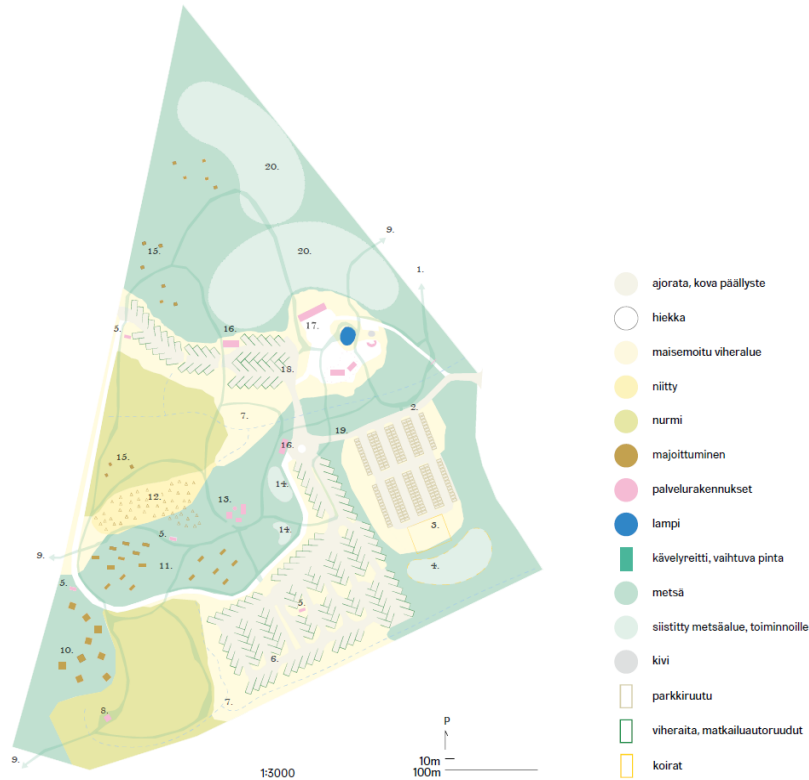 20.
9.
20.
15.
1.
5.
16.
17.
18.
2.
7.
19.
16.
15.
14.
12.
13.
3.
5.
14.
9.
4.
11.
5.
5.
10.
6.
8.
7.
9.
1:3000
P
10m
100m
ajorata, kova päällyste
hiekka
maisemoitu viheralue
niitty
nurmi
majoittuminen
palvelurakennukset
lampi
kävelyreitti, vaihtuva pinta
metsä
siistitty metsäalue, toiminnoille
kivi
parkkiruutu
viheraita, matkailuautoruudut
koirat